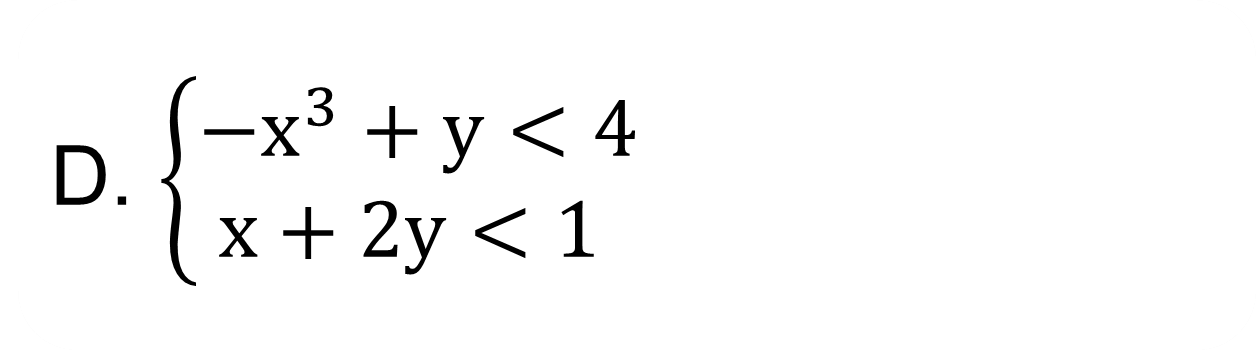 D. { −x³ + y < 4
x + 2y < 1